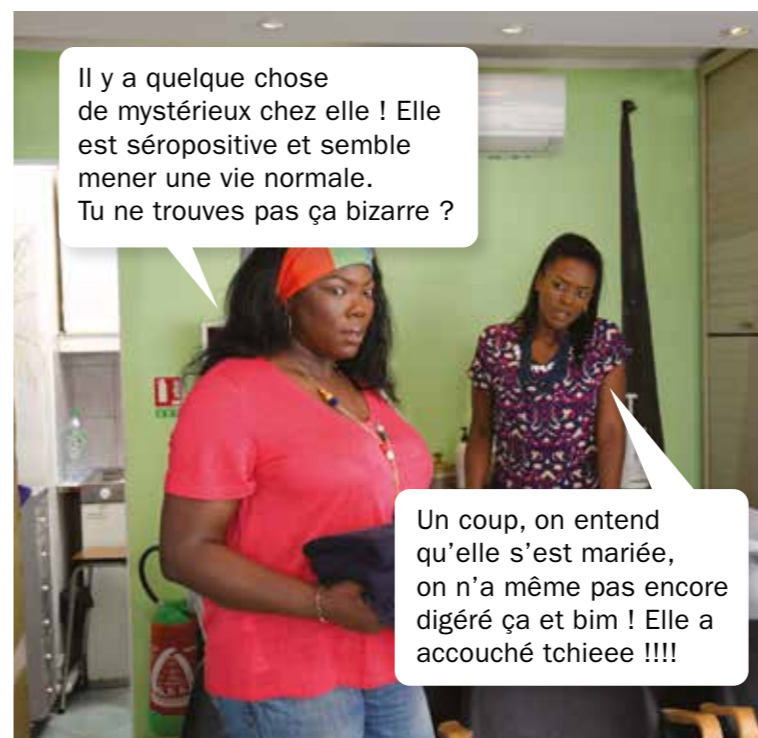 Il y a quelque chose
de mystérieux chez elle ! Elle
est séropositive et semble
mener une vie normale.
Tu ne trouves pas ça bizarre ?
Un coup, on entend
qu'elle s'est mariée,
on n'a même pas encore
digéré ça et bim ! Elle a
accouché tchieee !!!!